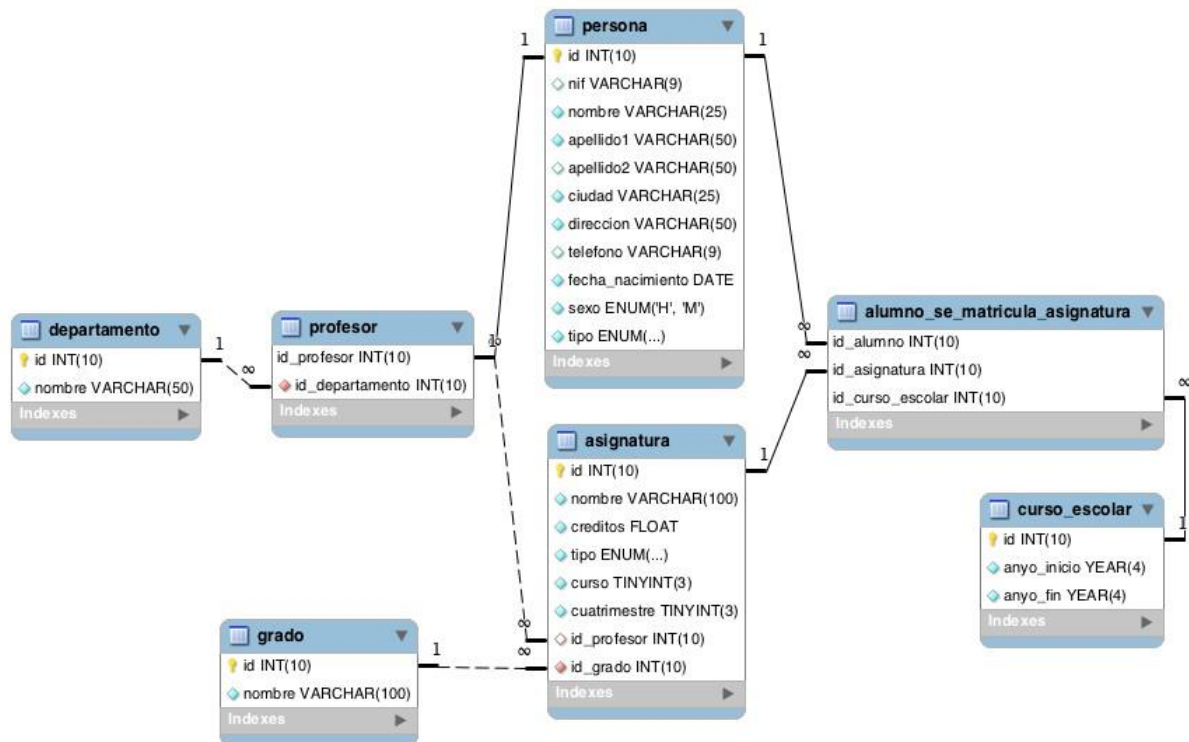 persona
id INT(10)
nif VARCHAR(9)
nombre VARCHAR(25)
apellido1 VARCHAR(50)
apellido2 VARCHAR(50)
ciudad VARCHAR(25)
direccion VARCHAR(50)
telefono VARCHAR(9)
fecha_nacimiento DATE
sexo ENUM('H', 'M')
tipo ENUM(...)
Indexes
1
1
departamento
id INT(10)
nombre VARCHAR(50)
Indexes
1
∞
profesor
id_profesor INT(10)
id_departamento INT(10)
Indexes
1
alumno_se_matricula_asignatura
id_alumno INT(10)
id_asignatura INT(10)
id_curso_escolar INT(10)
Indexes
∞
∞
∞
asignatura
id INT(10)
nombre VARCHAR(100)
creditos FLOAT
tipo ENUM(...)
curso TINYINT(3)
cuatrimestre TINYINT(3)
id_profesor INT(10)
id_grado INT(10)
Indexes
1
∞
∞
curso_escolar
id INT(10)
anyo_inicio YEAR(4)
anyo_fin YEAR(4)
Indexes
1
grado
id INT(10)
nombre VARCHAR(100)
Indexes
1